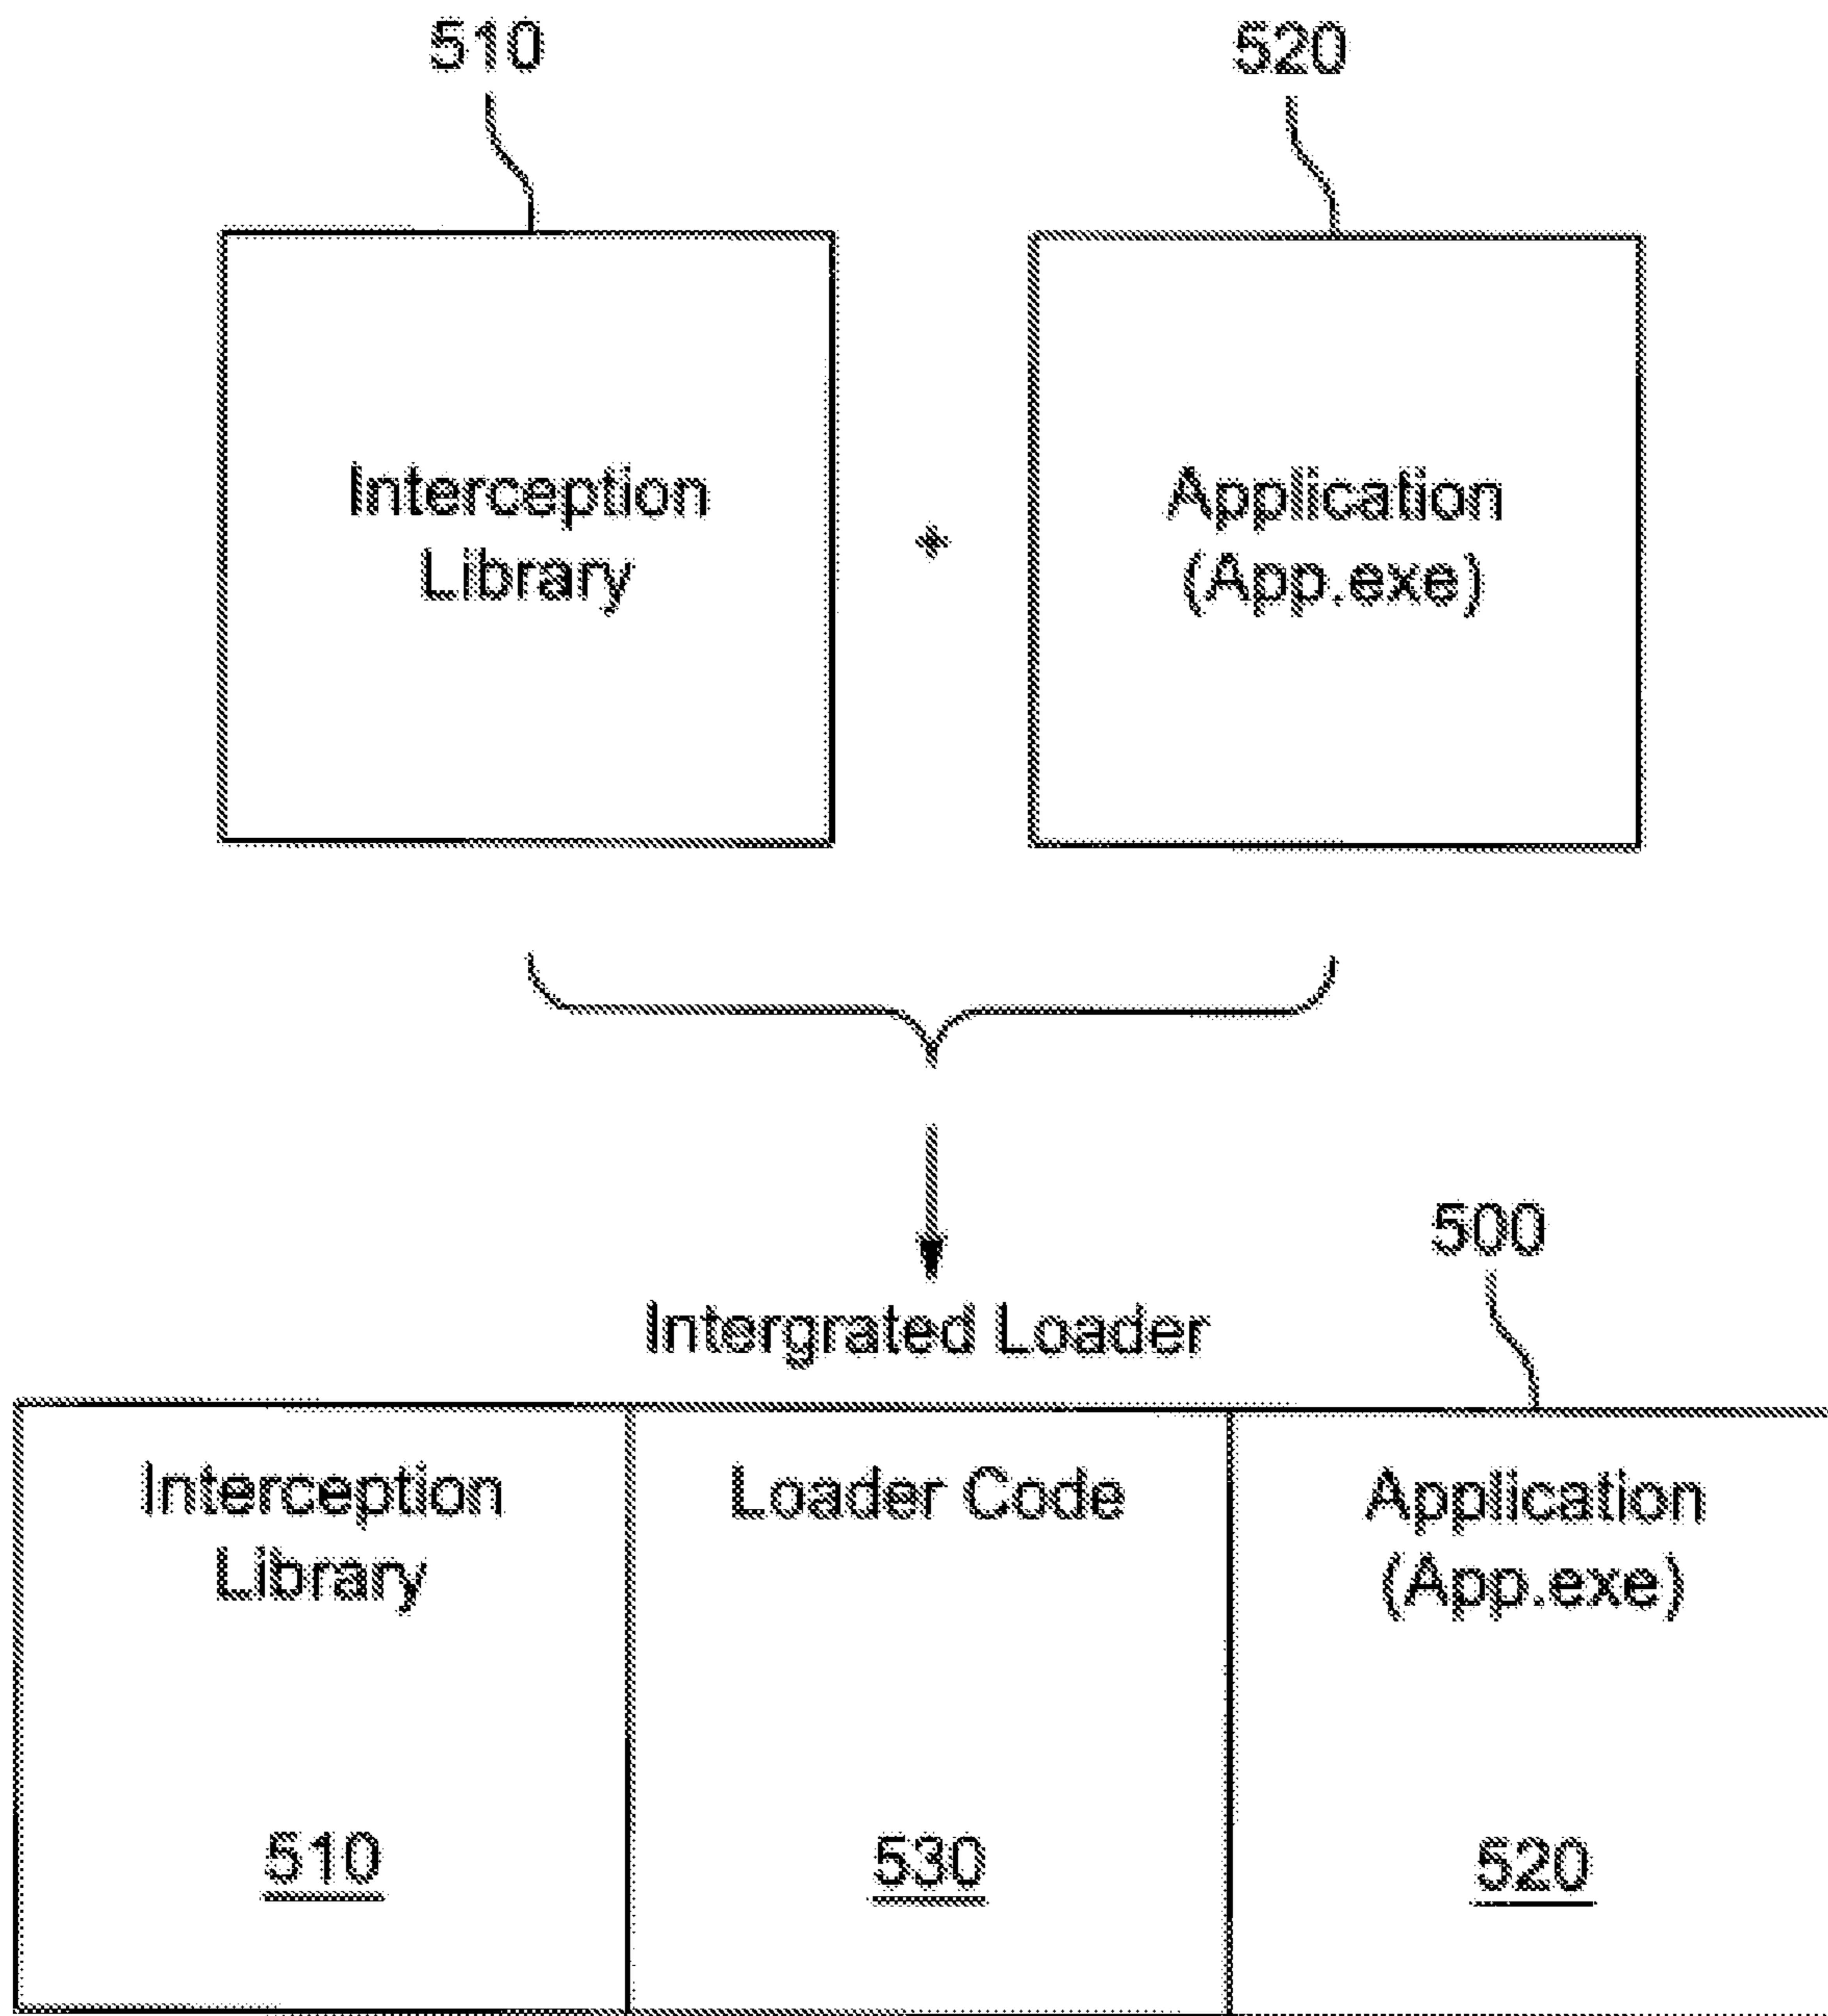 510
520
Interception
Library
+
Application
(App.exe)
500
Intergrated Loader
Interception
Library
Loader Code
Application
(App.exe)
510
530
520